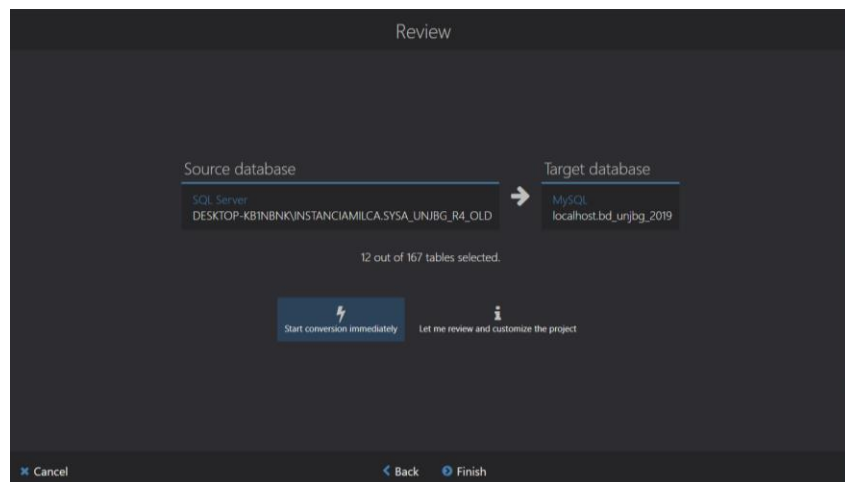 Review
Source database
SQL Server
DESKTOP-KB1NBNK\INSTANCIAMILCA.SYSA_UNJBG_R4_OLD
Target database
MySQL
localhost.bd_unjbg_2019
12 out of 167 tables selected.
Start conversion immediately
Let me review and customize the project
Cancel
Back
Finish